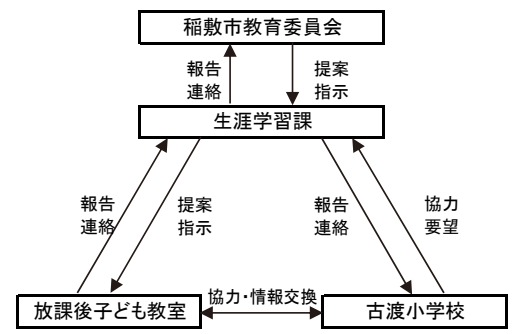 稲敷市教育委員会
報告
連絡
提案
指示
生涯学習課
報告
連絡
提案
指示
報告
連絡
協力
要望
放課後子ども教室
協力・情報交換
古渡小学校